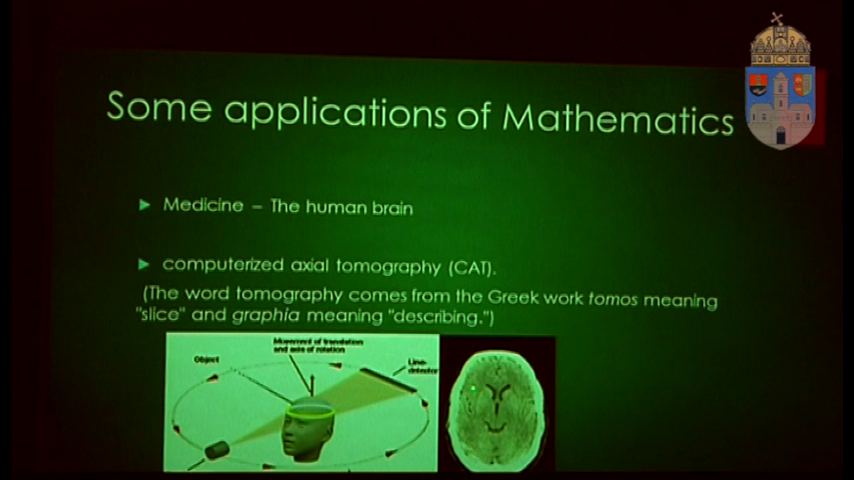 Some applications of Mathematics
► Medicine – The human brain
► computerized axial tomography (CAT).
(The word tomography comes from the Greek work tomos meaning
"slice" and graphia meaning "describing.")
Movement of translation
and axis of rotation
Object
Line-
detector